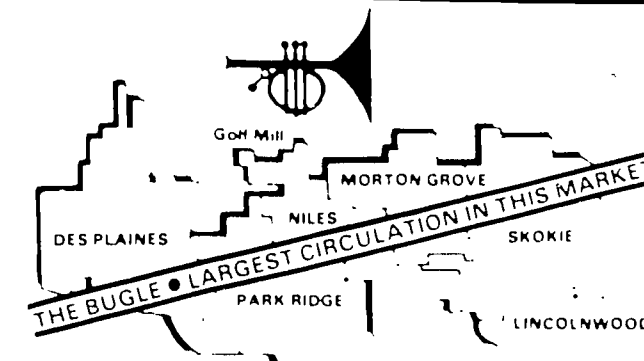 Golf Mill
MORTON GROVE
NILES
DES PLAINES
SKOKIE
THE BUGLE ● LARGEST CIRCULATION IN THIS MARKET
PARK RIDGE
LINCOLNWOOD